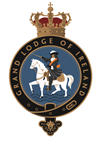 GRAND LODGE OF IRELAND